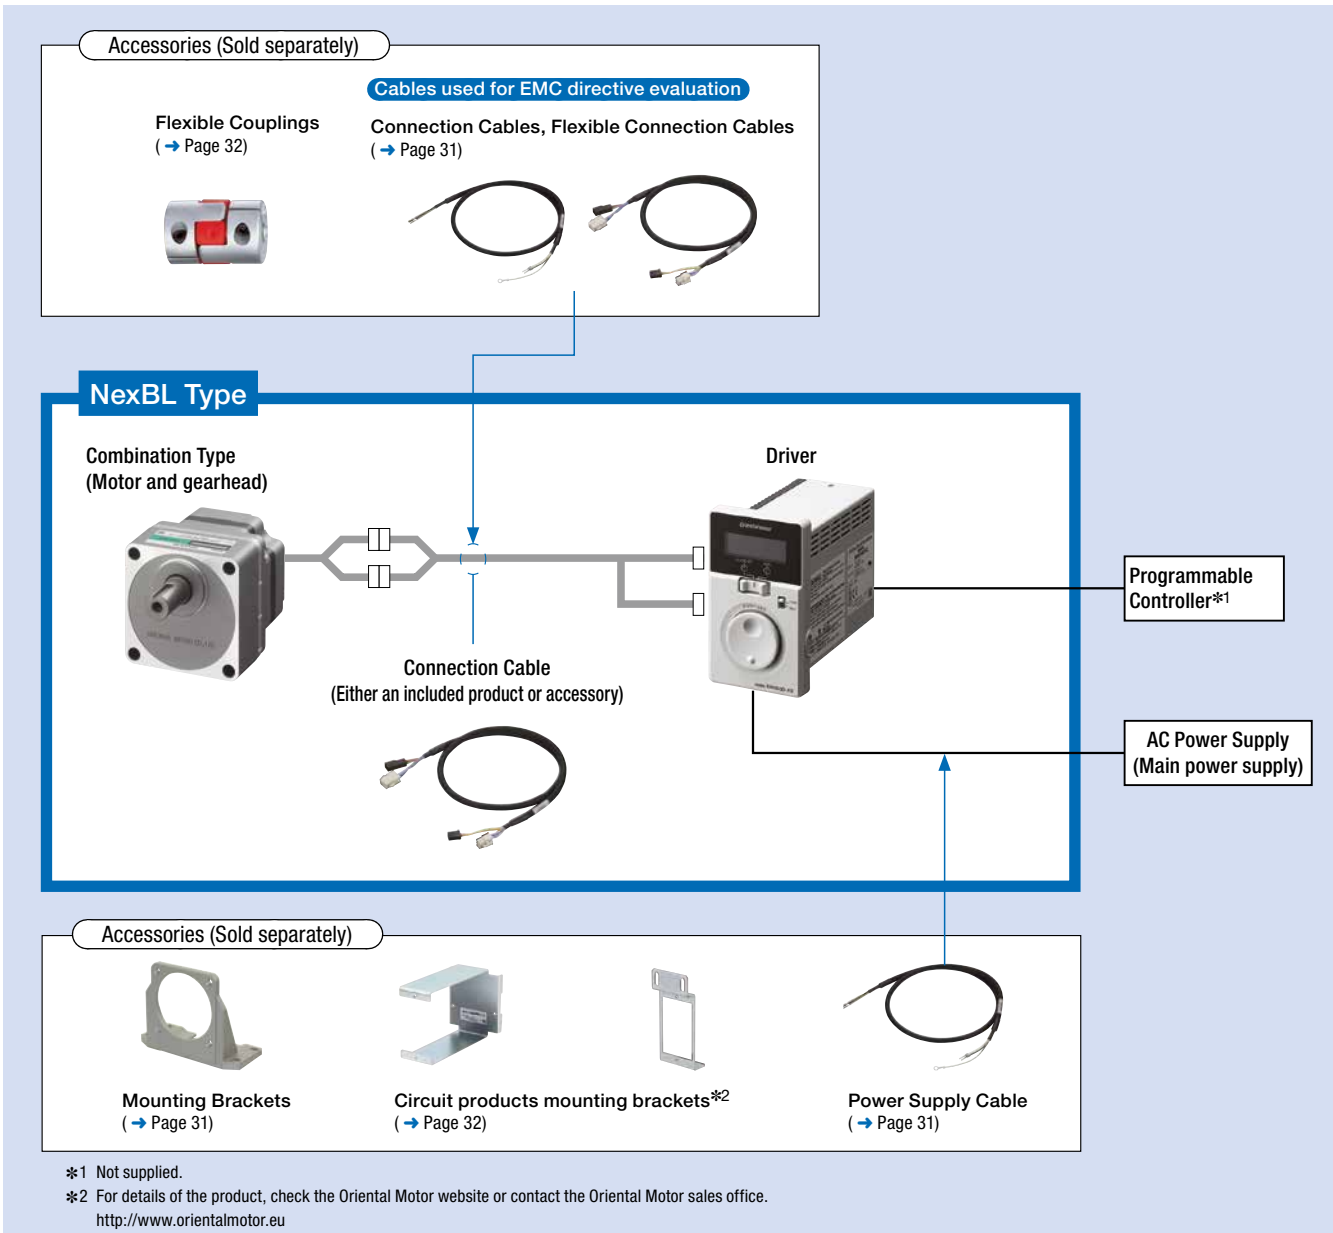 Accessories (Sold separately)
Cables used for EMC directive evaluation
Flexible Couplings
( ➜ Page 32)
Connection Cables, Flexible Connection Cables
( ➜ Page 31)
NexBL Type
Combination Type
(Motor and gearhead)
Driver
Programmable
Controller✻1
Connection Cable
(Either an included product or accessory)
AC Power Supply
(Main power supply)
Accessories (Sold separately)
Mounting Brackets
( ➜ Page 31)
Circuit products mounting brackets✻2
( ➜ Page 32)
Power Supply Cable
( ➜ Page 31)
✻1 Not supplied.
✻2 For details of the product, check the Oriental Motor website or contact the Oriental Motor sales office.
http://www.orientalmotor.eu